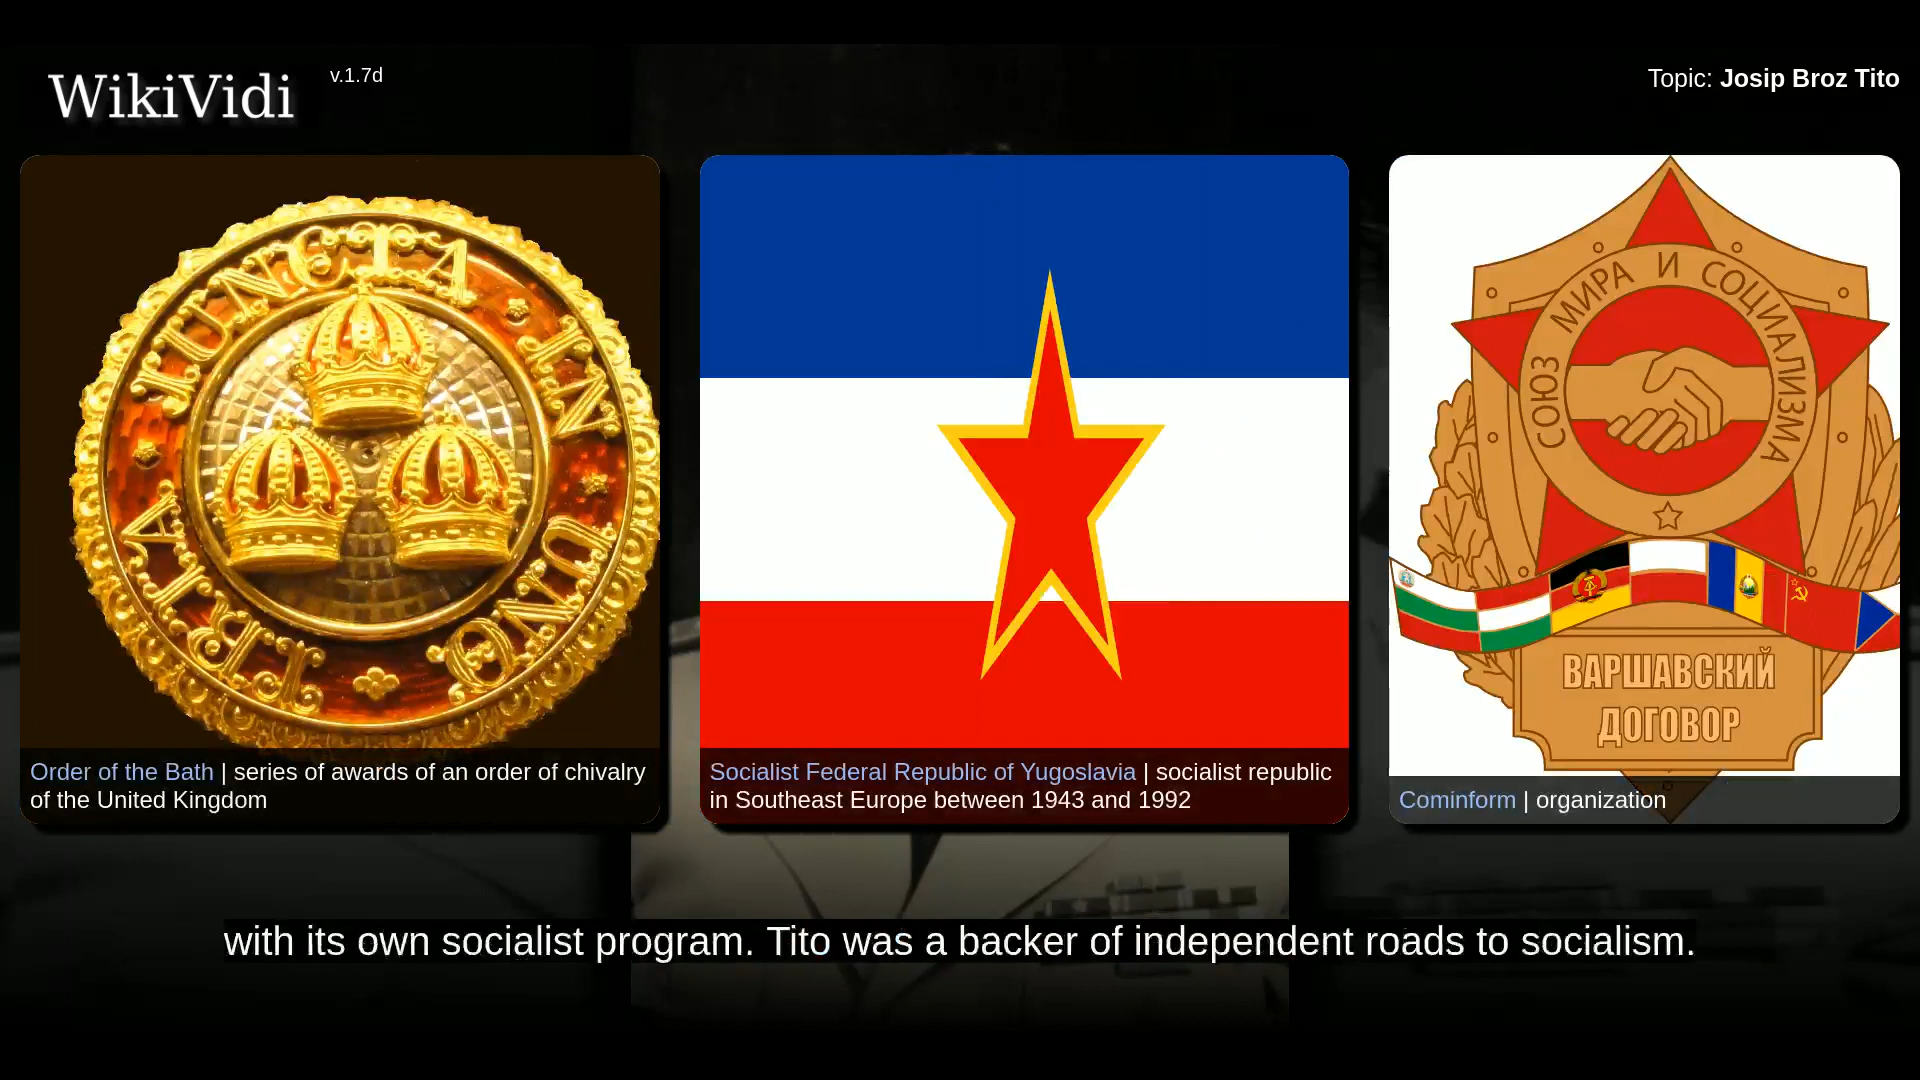 WikiVidi
v.1.7d
Topic: Josip Broz Tito
TRIA · JUNCTA · IN · UNO
Order of the Bath | series of awards of an order of chivalry
of the United Kingdom
Socialist Federal Republic of Yugoslavia | socialist republic
in Southeast Europe between 1943 and 1992
СОЮЗ МИРА И СОЦИАЛИЗМА
ВАРШАВСКИЙ
ДОГОВОР
Cominform | organization
with its own socialist program. Tito was a backer of independent roads to socialism.